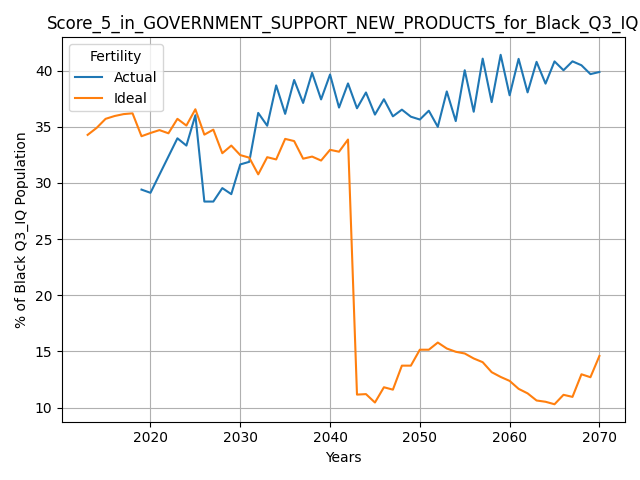 Score_5_in_GOVERNMENT_SUPPORT_NEW_PRODUCTS_for_Black_Q3_IQ
Fertility
Actual
Ideal
% of Black Q3_IQ Population
40
35
30
25
20
15
10
2020 2030 2040 2050 2060 2070
Years